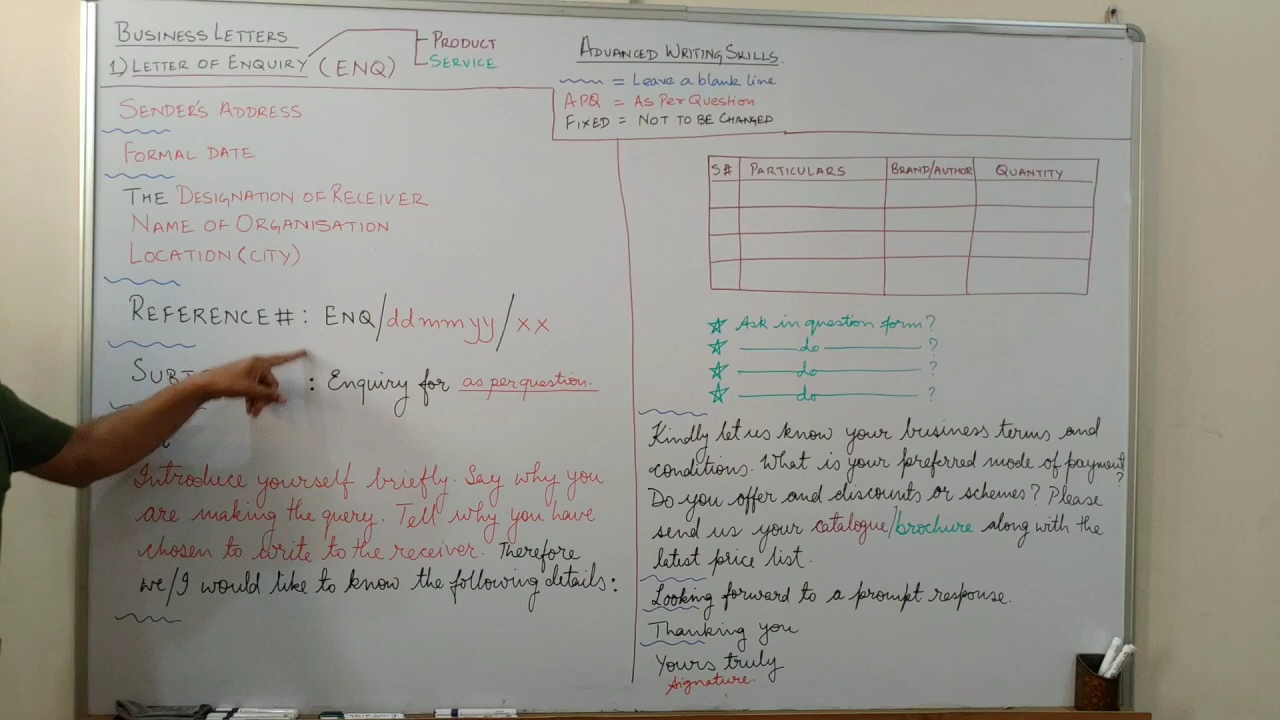 BUSINESS LETTERS
1) LETTER OF ENQUIRY (ENQ)
PRODUCT
SERVICE
ADVANCED WRITING SKILLS.
= Leave a blank line
APQ = As Per Question
FIXED = NOT TO BE CHANGED
SENDER'S ADDRESS
FORMAL DATE
THE DESIGNATION OF RECEIVER
NAME OF ORGANISATION
LOCATION (CITY)
REFERENCE #: ENQ/ddmmyy/xx
: Enquiry for as per question.
Introduce yourself briefly. Say why you
are making the query. Tell why you have
chosen to write to the receiver. Therefore
we/I would like to know the following details:
S# PARTICULARS BRAND/AUTHOR QUANTITY
☆ Ask in question form?
☆ ——do——?
☆ ——do——?
☆ ——do——?
Kindly let us know your business terms and
conditions. What is your preferred mode of payment?
Do you offer and discounts or schemes? Please
send us your catalogue/brochure along with the
latest price list.
Looking forward to a prompt response.
Thanking you
Yours truly
Signature.